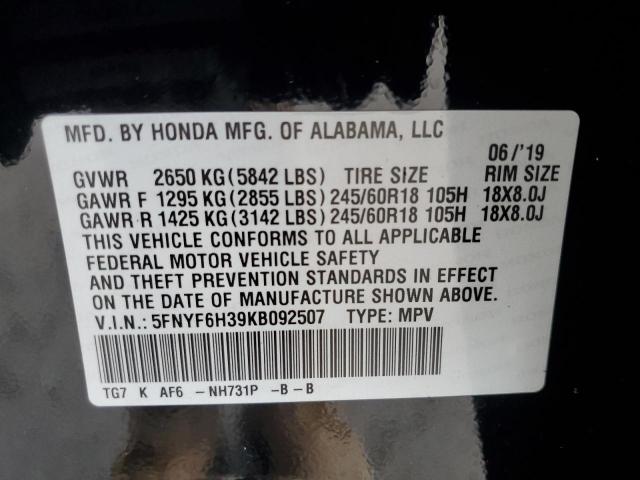 MFD. BY HONDA MFG. OF ALABAMA, LLC
06/'19
GVWR 2650 KG(5842 LBS) TIRE SIZE RIM SIZE
GAWR F 1295 KG(2855 LBS) 245/60R18 105H 18X8.0J
GAWR R 1425 KG(3142 LBS) 245/60R18 105H 18X8.0J
THIS VEHICLE CONFORMS TO ALL APPLICABLE
FEDERAL MOTOR VEHICLE SAFETY
AND THEFT PREVENTION STANDARDS IN EFFECT
ON THE DATE OF MANUFACTURE SHOWN ABOVE.
V.I.N.: 5FNYF6H39KB092507 TYPE: MPV
TG7 K AF6 -NH731P -B-B